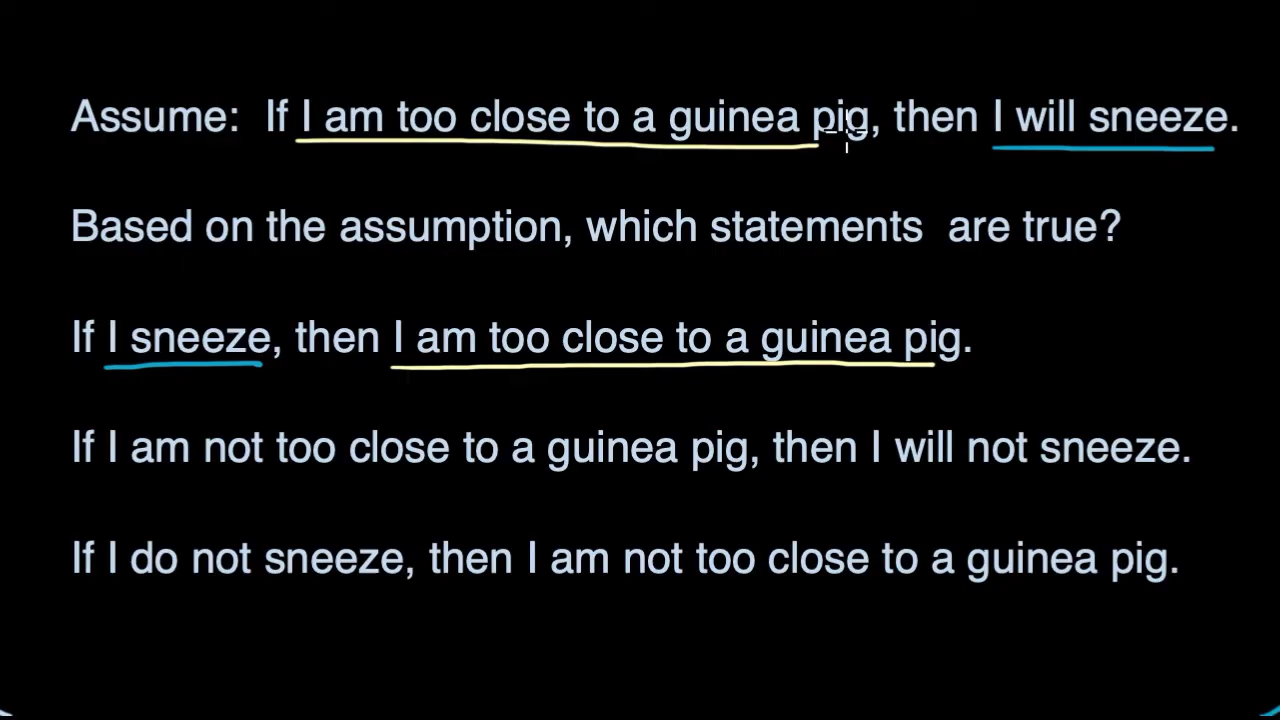 Assume: If I am too close to a guinea pig, then I will sneeze.
Based on the assumption, which statements are true?
If I sneeze, then I am too close to a guinea pig.
If I am not too close to a guinea pig, then I will not sneeze.
If I do not sneeze, then I am not too close to a guinea pig.